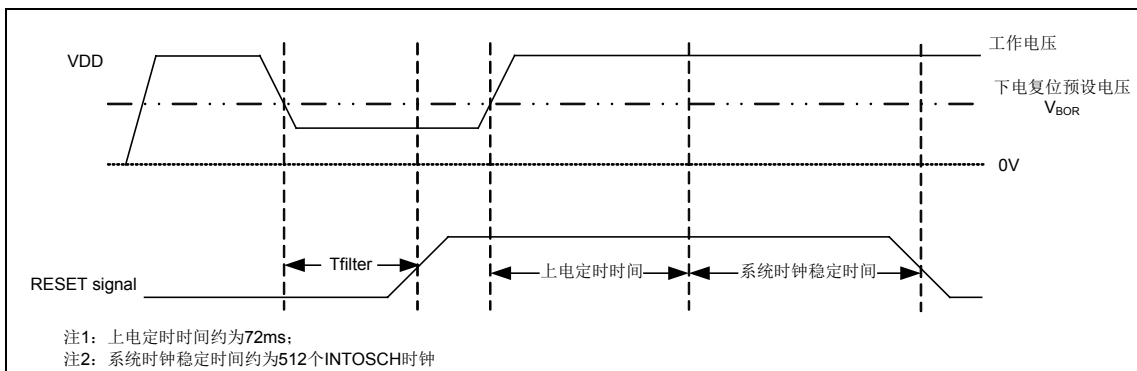 VDD
工作电压
下电复位预设电压
VBOR
0V
Tfilter
上电定时时间
系统时钟稳定时间
RESET signal
注1：上电定时时间约为72ms；
注2：系统时钟稳定时间约为512个INTOSCH时钟